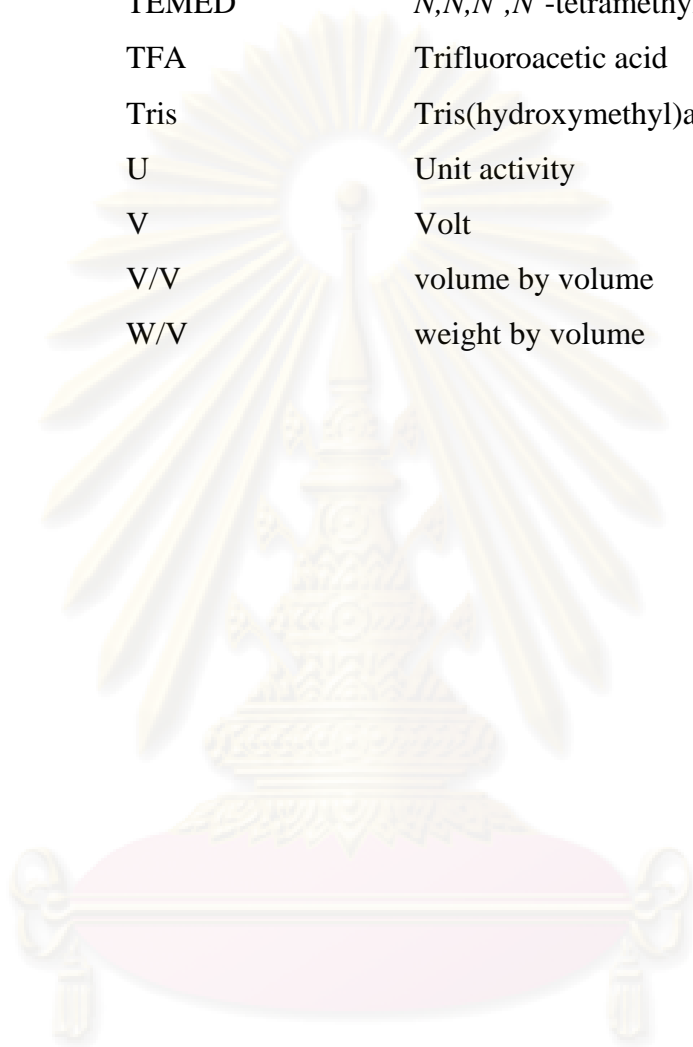 TEMED N,N,N′,N′-tetramethy
TFA Trifluoroacetic acid
Tris Tris(hydroxymethyl)a
U Unit activity
V Volt
V/V volume by volume
W/V weight by volume